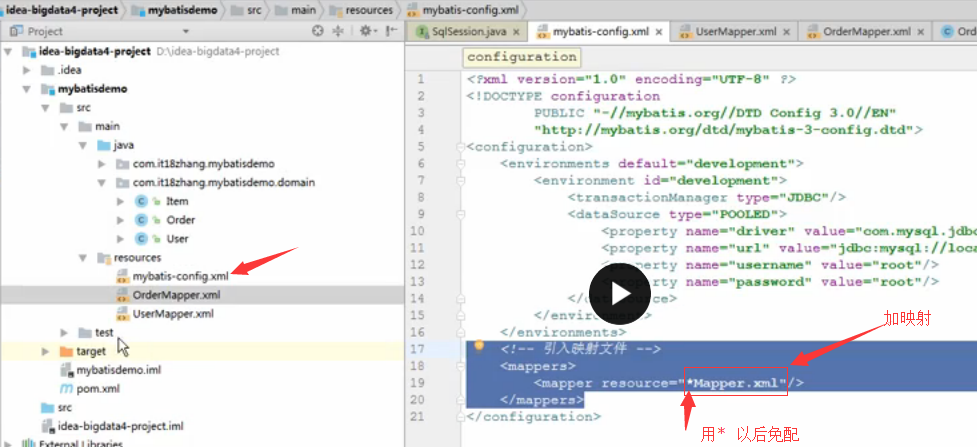 idea-bigdata4-project mybatisdemo src main resources mybatis-config.xml
Project
SqlSession.java mybatis-config.xml UserMapper.xml OrderMapper.xml Or
idea-bigdata4-project D:\idea-bigdata4-project
.idea
mybatisdemo
src
main
java
com.it18zhang.mybatisdemo
com.it18zhang.mybatisdemo.domain
Item
Order
User
resources
mybatis-config.xml
OrderMapper.xml
UserMapper.xml
test
target
mybatisdemo.iml
pom.xml
src
idea-bigdata4-project.iml
External Libraries
configuration
1 <?xml version="1.0" encoding="UTF-8" ?>
2 <!DOCTYPE configuration
3 PUBLIC "-//mybatis.org//DTD Config 3.0//EN"
4 "http://mybatis.org/dtd/mybatis-3-config.dtd">
5 <configuration>
6 <environments default="development">
7 <environment id="development">
8 <transactionManager type="JDBC"/>
9 <dataSource type="POOLED">
10 <property name="driver" value="com.mysql.jdbc
11 <property name="url" value="jdbc:mysql://loca
12 <property name="username" value="root"/>
13 <property name="password" value="root"/>
14 </da source>
15 </environment>
16 </environments>
17 <!-- 引入映射文件 -->
18 <mappers>
19 <mapper resource="*Mapper.xml"/>
20 </mappers>
21 </configuration>
加映射
用* 以后免配